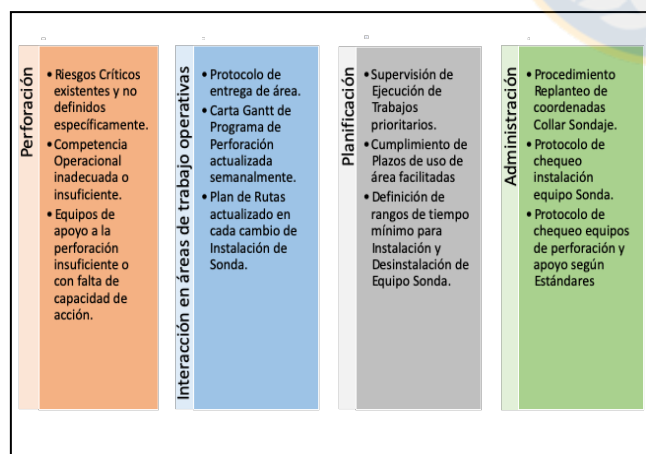 Perforación
• Riesgos Críticos
existentes y no
definidos
específicamente.
• Competencia
Operacional
inadecuada o
insuficiente.
• Equipos de
apoyo a la
perforación
insuficiente o
con falta de
capacidad de
acción.
Interacción en áreas de trabajo operativas
• Protocolo de
entrega de área.
• Carta Gantt de
Programa de
Perforación
actualizada
semanalmente.
• Plan de Rutas
actualizado en
cada cambio de
Instalación de
Sonda.
Planificación
• Supervisión de
Ejecución de
Trabajos
prioritarios.
• Cumplimiento de
Plazos de uso de
área facilitadas
• Definición de
rangos de tiempo
mínimo para
Instalación y
Desinstalación de
Equipo Sonda.
Administración
• Procedimiento
Replanteo de
coordenadas
Collar Sondaje.
• Protocolo de
chequeo
instalación
equipo Sonda.
• Protocolo de
chequeo equipos
de perforación y
apoyo según
Estándares